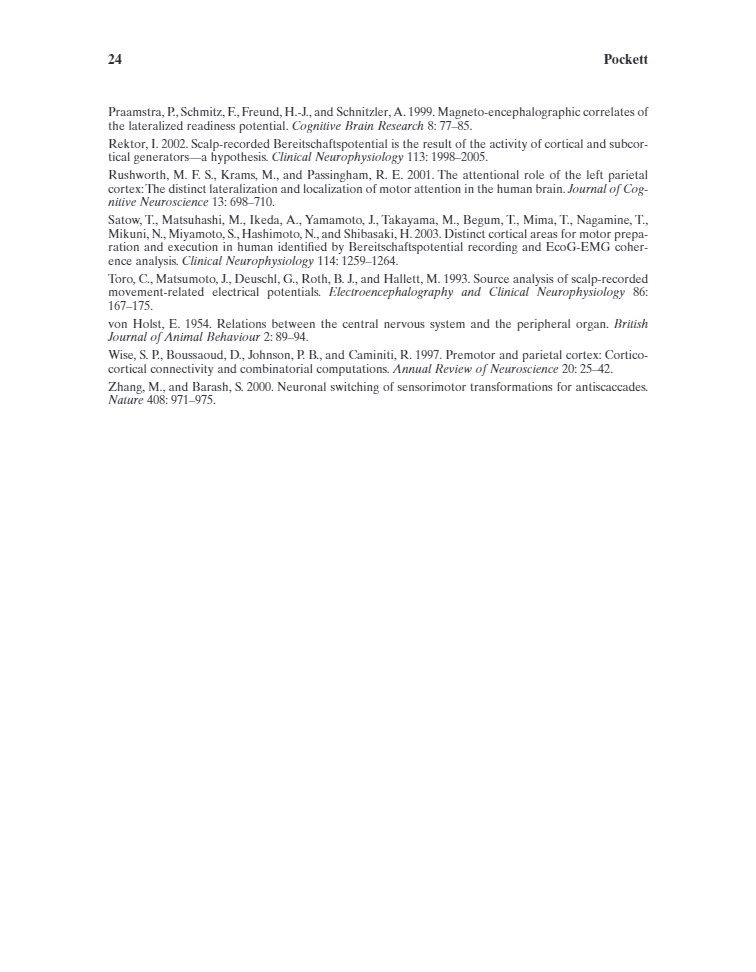 24 Pockett
Praamstra, P., Schmitz, F., Freund, H.-J., and Schnitzler, A. 1999. Magneto-encephalographic correlates of
the lateralized readiness potential. Cognitive Brain Research 8: 77–85.
Rektor, I. 2002. Scalp-recorded Bereitschaftspotential is the result of the activity of cortical and subcor-
tical generators—a hypothesis. Clinical Neurophysiology 113: 1998–2005.
Rushworth, M. F. S., Krams, M., and Passingham, R. E. 2001. The attentional role of the left parietal
cortex: The distinct lateralization and localization of motor attention in the human brain. Journal of Cog-
nitive Neuroscience 13: 698–710.
Satow, T., Matsuhashi, M., Ikeda, A., Yamamoto, J., Takayama, M., Begum, T., Mima, T., Nagamine, T.,
Mikuni, N., Miyamoto, S., Hashimoto, N., and Shibasaki, H. 2003. Distinct cortical areas for motor prepa-
ration and execution in human identified by Bereitschaftspotential recording and EcoG-EMG coher-
ence analysis. Clinical Neurophysiology 114: 1259–1264.
Toro, C., Matsumoto, J., Deuschl, G., Roth, B. J., and Hallett, M. 1993. Source analysis of scalp-recorded
movement-related electrical potentials. Electroencephalography and Clinical Neurophysiology 86:
167–175.
von Holst, E. 1954. Relations between the central nervous system and the peripheral organ. British
Journal of Animal Behaviour 2: 89–94.
Wise, S. P., Boussaoud, D., Johnson, P. B., and Caminiti, R. 1997. Premotor and parietal cortex: Cortico-
cortical connectivity and combinatorial computations. Annual Review of Neuroscience 20: 25–42.
Zhang, M., and Barash, S. 2000. Neuronal switching of sensorimotor transformations for antiscaccades.
Nature 408: 971–975.